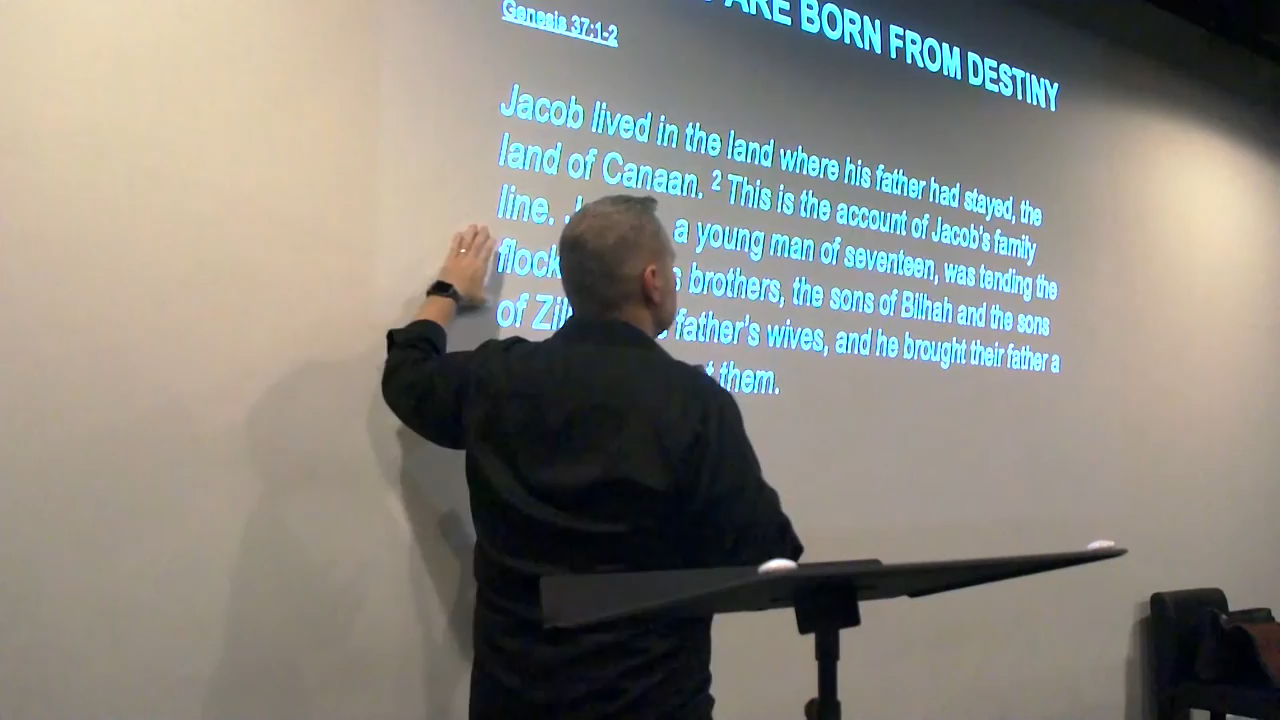 ARE BORN FROM DESTINY
Genesis 37:1-2
Jacob lived in the land where his father had stayed, the
land of Canaan. ² This is the account of Jacob's family
line. a young man of seventeen, was tending the
flock brothers, the sons of Bilhah and the sons
of father's wives, and he brought their father a
them.